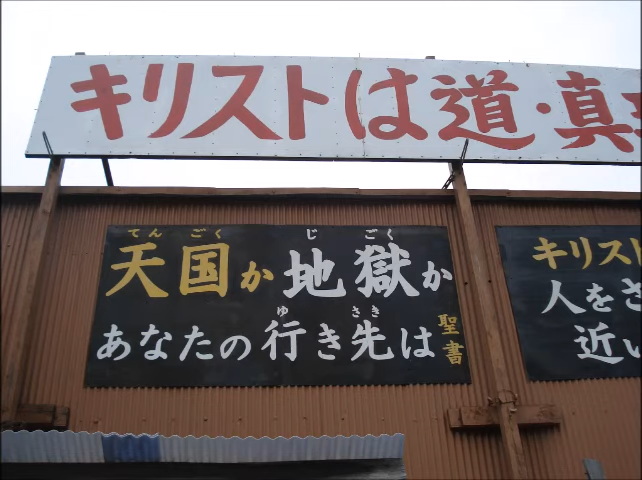 キリストは道・真
てん ごく じ ごく
天国か地獄か
ゆ さき
あなたの行き先は 聖書
キリスト
人をさ
近い